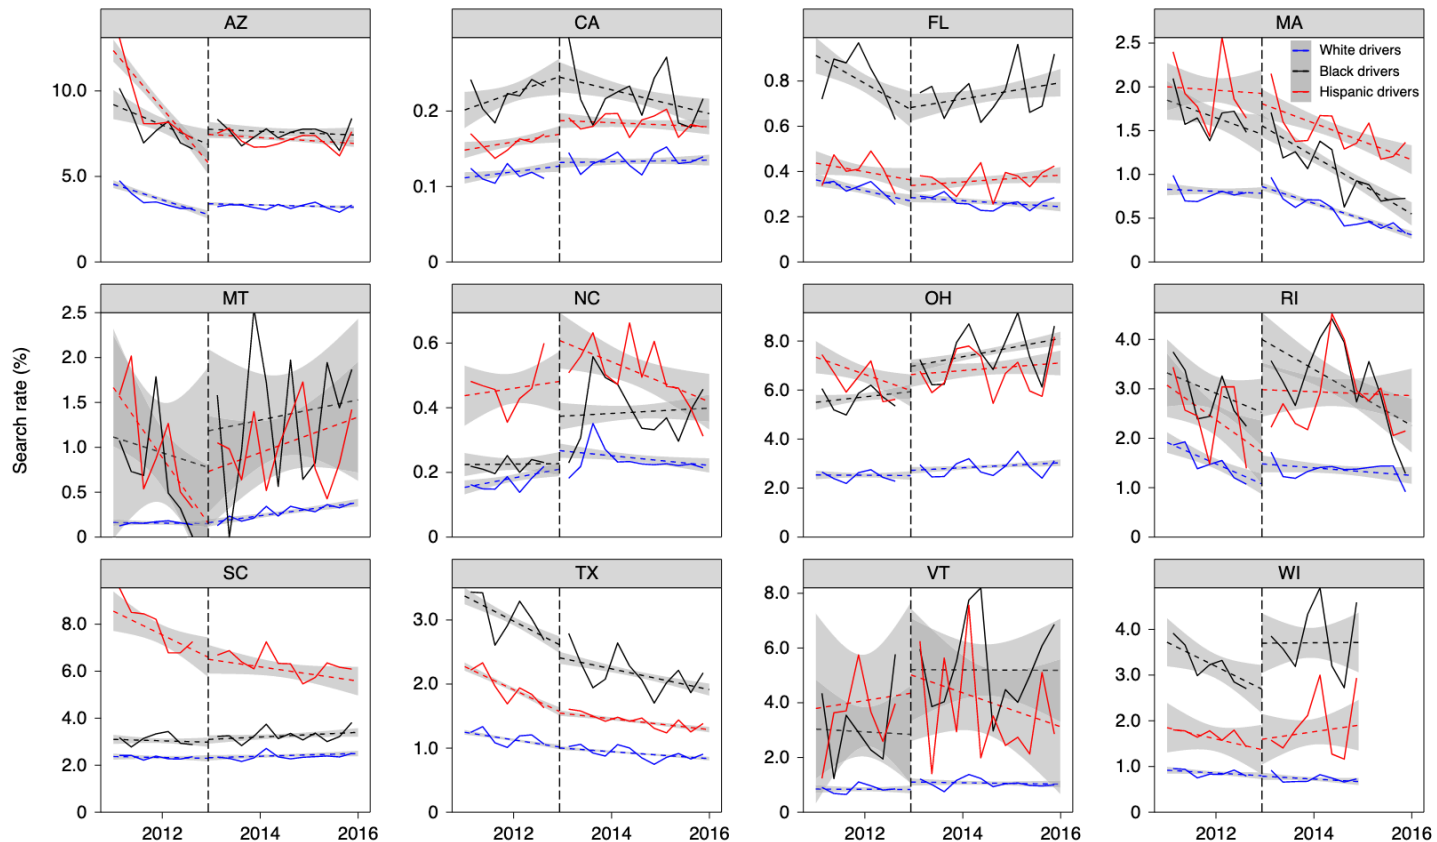 AZ
CA
FL
MA
10.0
5.0
0
0.2
0.1
0
0.8
0.6
0.4
0.2
0
2.5
2.0
1.5
1.0
0.5
0
White drivers
Black drivers
Hispanic drivers
Search rate (%)
MT
NC
OH
RI
2.5
2.0
1.5
1.0
0.5
0
0.6
0.4
0.2
0
8.0
6.0
4.0
2.0
0
4.0
3.0
2.0
1.0
0
SC
TX
VT
WI
8.0
6.0
4.0
2.0
0
3.0
2.0
1.0
0
8.0
6.0
4.0
2.0
0
4.0
3.0
2.0
1.0
0
2012 2014 2016
2012 2014 2016
2012 2014 2016
2012 2014 2016